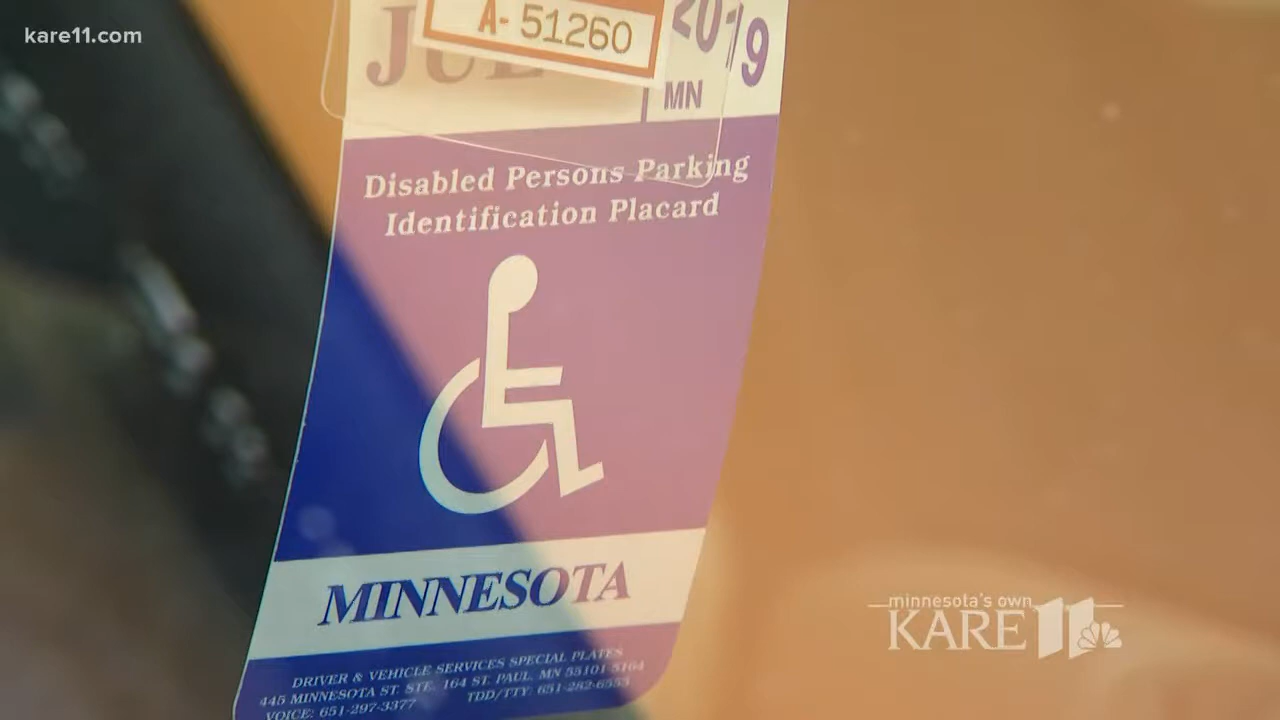 kare11.com
A- 51260
JUL
2019
MN
Disabled Persons Parking
Identification Placard
MINNESOTA
DRIVER & VEHICLE SERVICES SPECIAL PLATES
445 MINNESOTA ST. STE. 164 ST. PAUL, MN 55101-5164
VOICE: 651-297-3377 TDD/TTY: 651-282-6555
minnesota's own
KARE 11